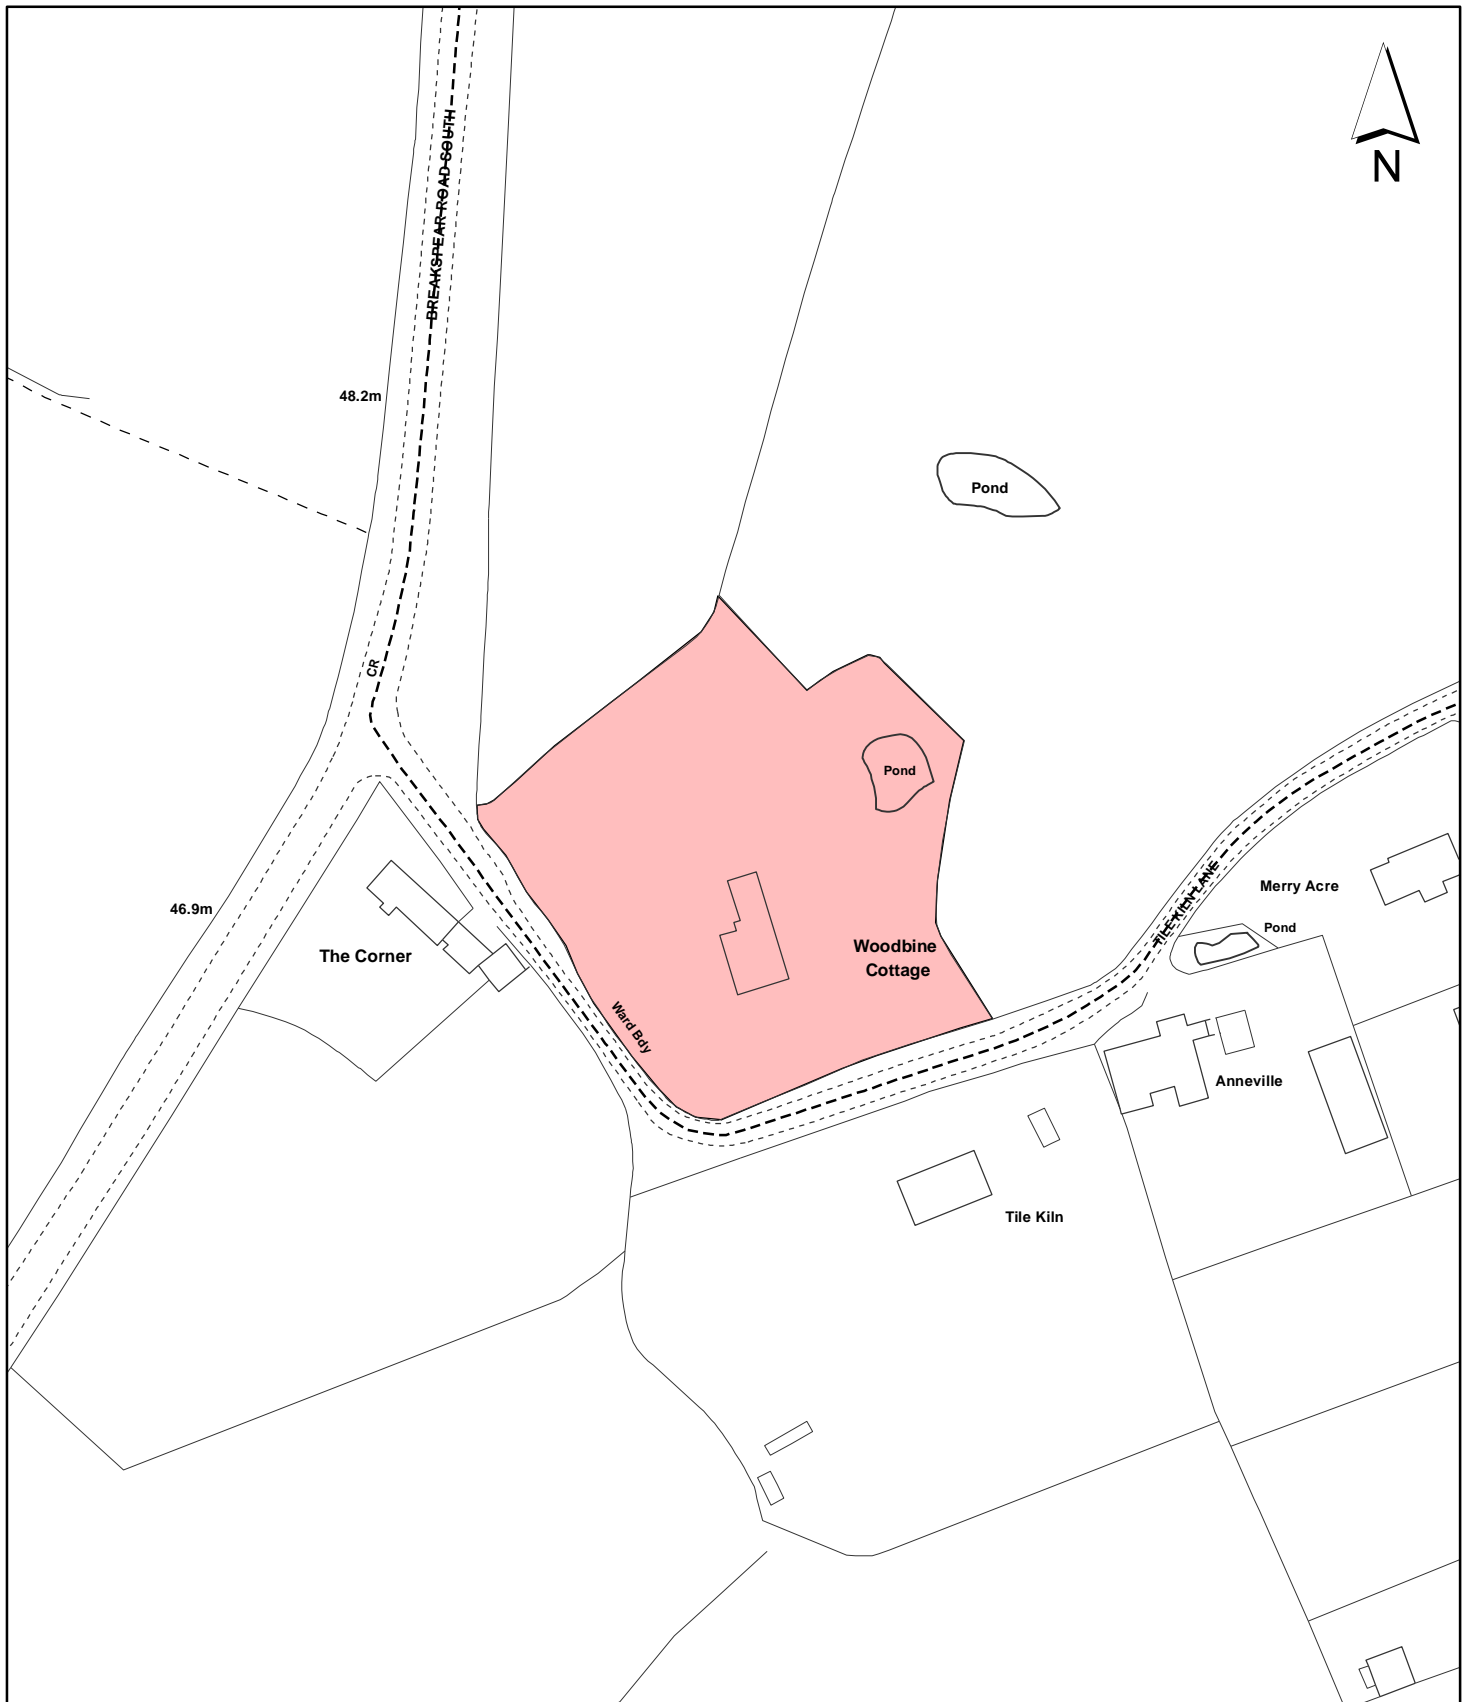 N
BREAKSPEAR ROAD SOUTH
48.2m
Pond
CR
Pond
TILE KILN LANE
Merry Acre
46.9m
Pond
The Corner
Woodbine
Cottage
Ward Bdy
Anneville
Tile Kiln